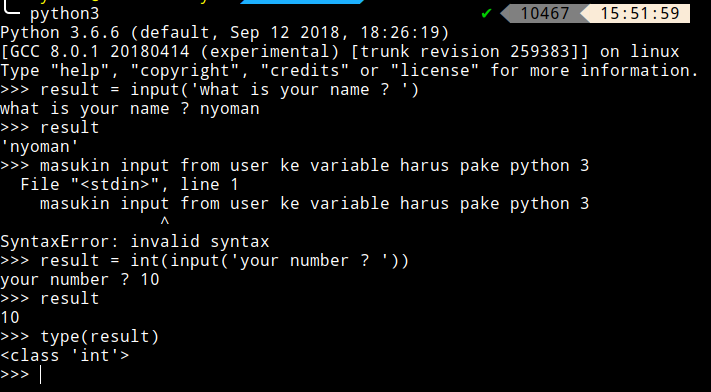 python3 ✔ 10467 15:51:59
Python 3.6.6 (default, Sep 12 2018, 18:26:19)
[GCC 8.0.1 20180414 (experimental) [trunk revision 259383]] on linux
Type "help", "copyright", "credits" or "license" for more information.
>>> result = input('what is your name ? ')
what is your name ? nyoman
>>> result
'nyoman'
>>> masukin input from user ke variable harus pake python 3
  File "<stdin>", line 1
    masukin input from user ke variable harus pake python 3
                ^
SyntaxError: invalid syntax
>>> result = int(input('your number ? '))
your number ? 10
>>> result
10
>>> type(result)
<class 'int'>
>>>